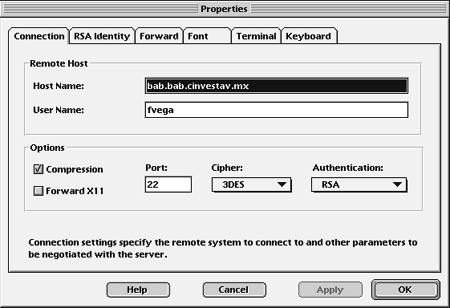 Properties
Connection RSA Identity Forward Font Terminal Keyboard
Remote Host
Host Name: bab.bab.cinvestav.mx
User Name: fvega
Options
Compression Port: Cipher: Authentication:
Forward X11 22 3DES RSA
Connection settings specify the remote system to connect to and other parameters to
be negotiated with the server.
Help Cancel Apply OK